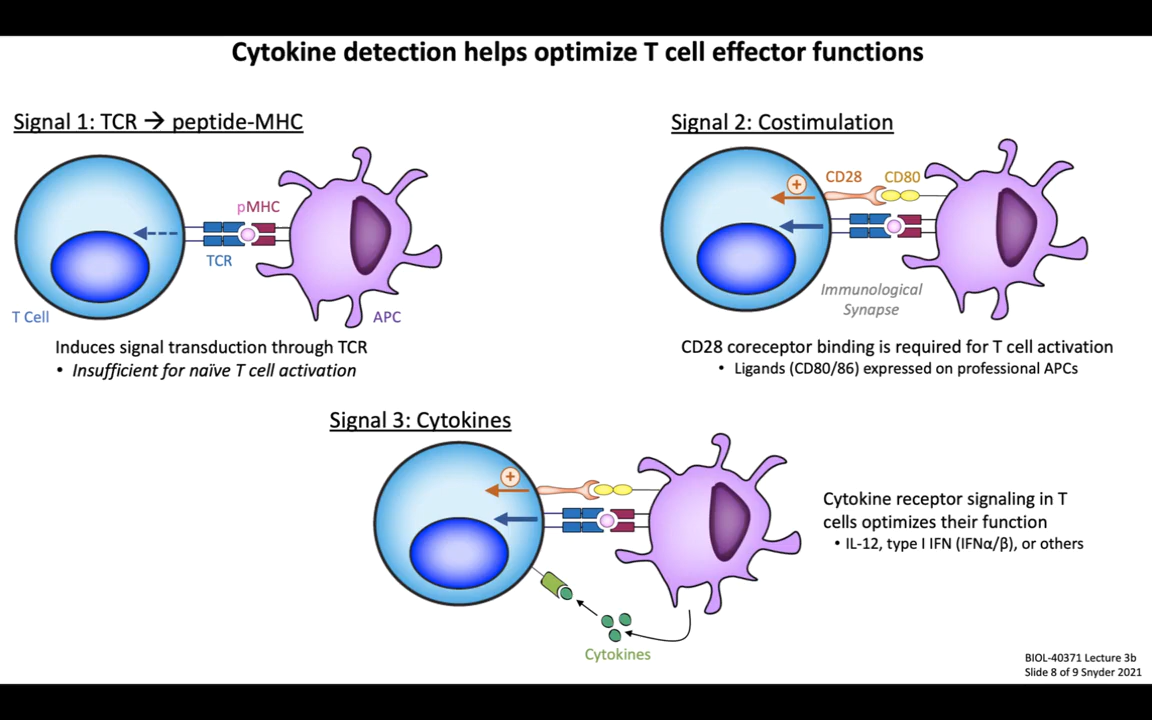 Cytokine detection helps optimize T cell effector functions
Signal 1: TCR → peptide-MHC
pMHC
TCR
T Cell
APC
Induces signal transduction through TCR
• Insufficient for naïve T cell activation
Signal 2: Costimulation
+
CD28
CD80
Immunological
Synapse
CD28 coreceptor binding is required for T cell activation
• Ligands (CD80/86) expressed on professional APCs
Signal 3: Cytokines
+
Cytokines
Cytokine receptor signaling in T
cells optimizes their function
• IL-12, type I IFN (IFNα/β), or others
BIOL-40371 Lecture 3b
Slide 8 of 9 Snyder 2021